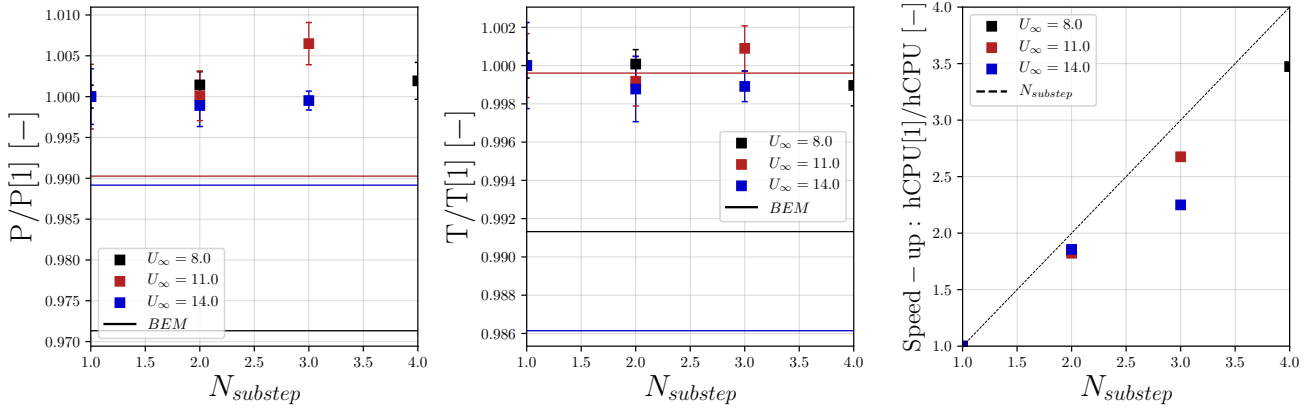 P/P[1] [−]
1.010
1.005
1.000
0.995
0.990
0.985
0.980
0.975
0.970
U∞ = 8.0
U∞ = 11.0
U∞ = 14.0
BEM
1.0 1.5 2.0 2.5 3.0 3.5 4.0
Nsubstep
T/T[1] [−]
1.002
1.000
0.998
0.996
0.994
0.992
0.990
0.988
0.986
U∞ = 8.0
U∞ = 11.0
U∞ = 14.0
BEM
1.0 1.5 2.0 2.5 3.0 3.5 4.0
Nsubstep
Speed − up : hCPU[1]/hCPU [−]
4.0
3.5
3.0
2.5
2.0
1.5
1.0
U∞ = 8.0
U∞ = 11.0
U∞ = 14.0
Nsubstep
1.0 1.5 2.0 2.5 3.0 3.5 4.0
Nsubstep